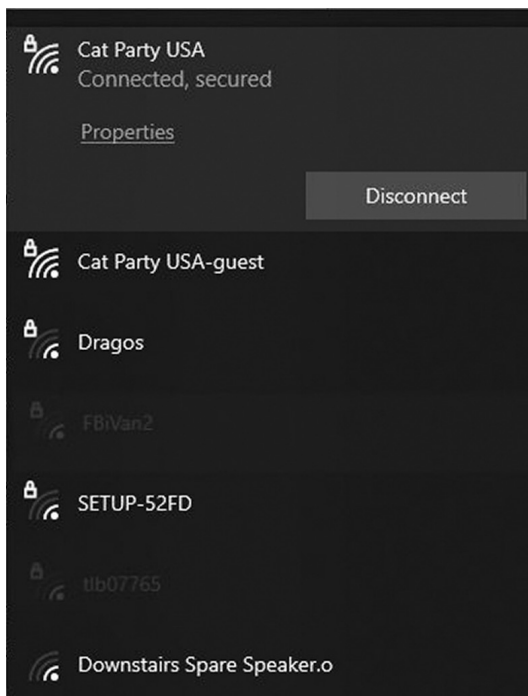 Cat Party USA
Connected, secured
Properties
Disconnect
Cat Party USA-guest
Dragos
FBiVan2
SETUP-52FD
tlb07765
Downstairs Spare Speaker.o